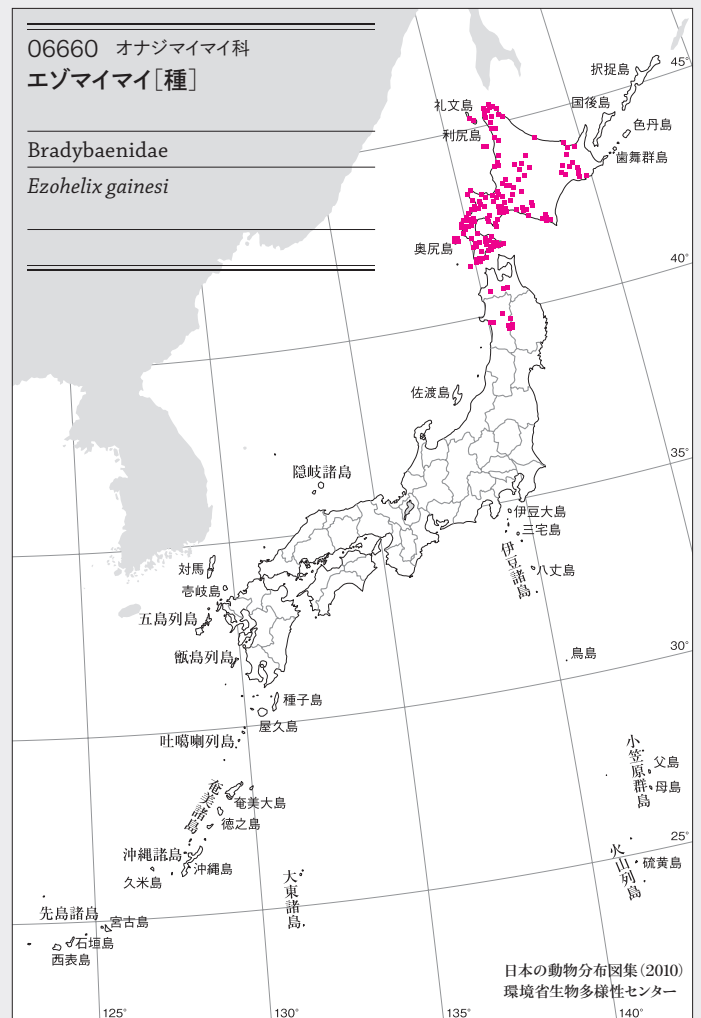 06660 オナジマイマイ科
エゾマイマイ[種]
Bradybaenidae
Ezohelix gainesi
45°
択捉島
礼文島
国後島
色丹島
利尻島
歯舞群島
奥尻島
40°
佐渡島
35°
隠岐諸島
伊豆大島
三宅島
伊豆諸島
八丈島
対馬
壱岐島
五島列島
甑島列島
鳥島
30°
種子島
屋久島
吐噶喇列島
小笠原群島
父島
母島
奄美諸島
奄美大島
徳之島
25°
沖縄諸島
沖縄島
久米島
火山列島
硫黄島
大東諸島
先島諸島
宮古島
石垣島
西表島
日本の動物分布図集(2010)
環境省生物多様性センター
125°
130°
135°
140°